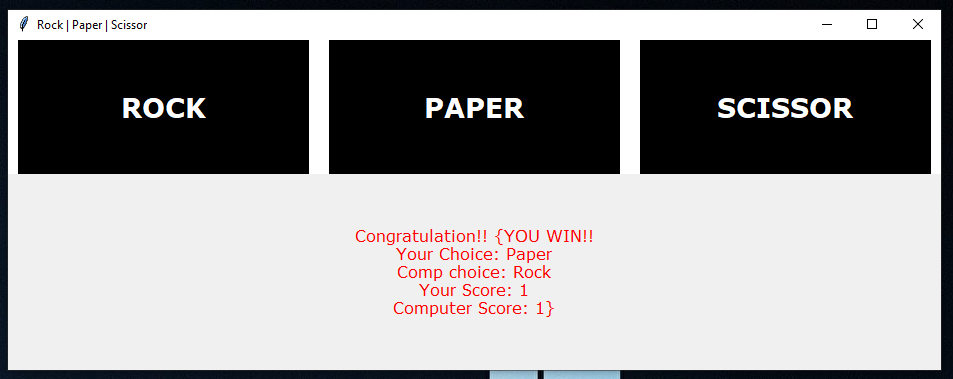 Rock | Paper | Scissor
ROCK
PAPER
SCISSOR
Congratulation!! {YOU WIN!!
Your Choice: Paper
Comp choice: Rock
Your Score: 1
Computer Score: 1}